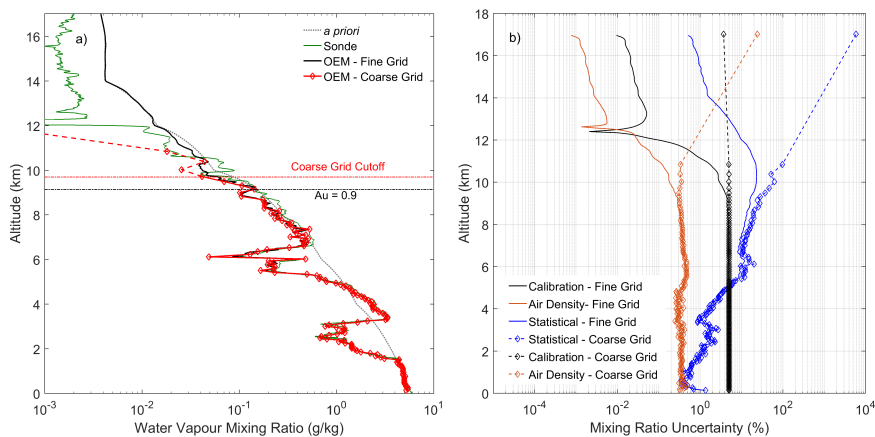 a)
a priori
Sonde
OEM - Fine Grid
OEM - Coarse Grid
Coarse Grid Cutoff
Au = 0.9
16
14
12
10
8
6
4
2
0
Altitude (km)
10^-3
10^-2
10^-1
10^0
10^1
Water Vapour Mixing Ratio (g/kg)
b)
18
16
14
12
10
8
6
4
2
0
Altitude (km)
Calibration - Fine Grid
Air Density- Fine Grid
Statistical - Fine Grid
Statistical - Coarse Grid
Calibration - Coarse Grid
Air Density - Coarse Grid
10^-4
10^-2
10^0
10^2
10^4
Mixing Ratio Uncertainty (%)